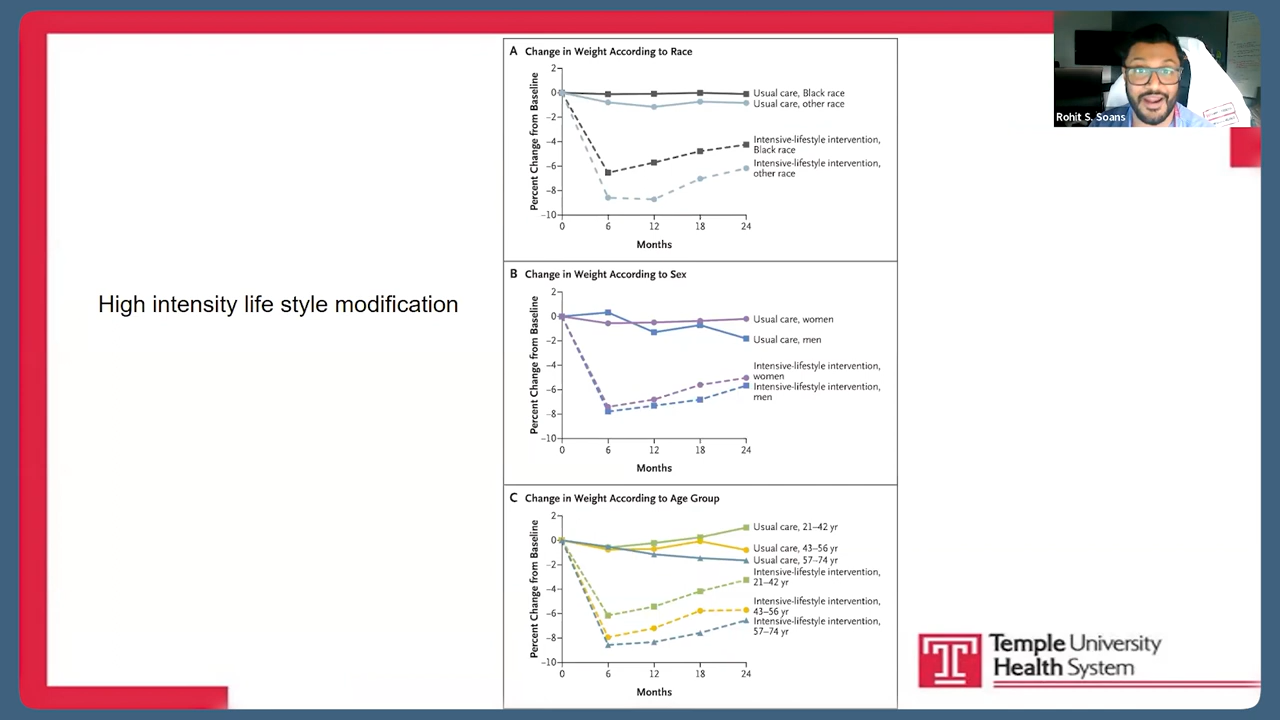 High intensity life style modification
A Change in Weight According to Race
Percent Change from Baseline
2
0
−2
−4
−6
−8
−10
0 6 12 18 24
Months
Usual care, Black race
Usual care, other race
Intensive-lifestyle intervention,
Black race
Intensive-lifestyle intervention,
other race
B Change in Weight According to Sex
Percent Change from Baseline
2
0
−2
−4
−6
−8
−10
0 6 12 18 24
Months
Usual care, women
Usual care, men
Intensive-lifestyle intervention,
women
Intensive-lifestyle intervention,
men
C Change in Weight According to Age Group
Percent Change from Baseline
2
0
−2
−4
−6
−8
−10
0 6 12 18 24
Months
Usual care, 21–42 yr
Usual care, 43–56 yr
Usual care, 57–74 yr
Intensive-lifestyle intervention,
21–42 yr
Intensive-lifestyle intervention,
43–56 yr
Intensive-lifestyle intervention,
57–74 yr
Rohit S. Soans
T
Temple University
Health System